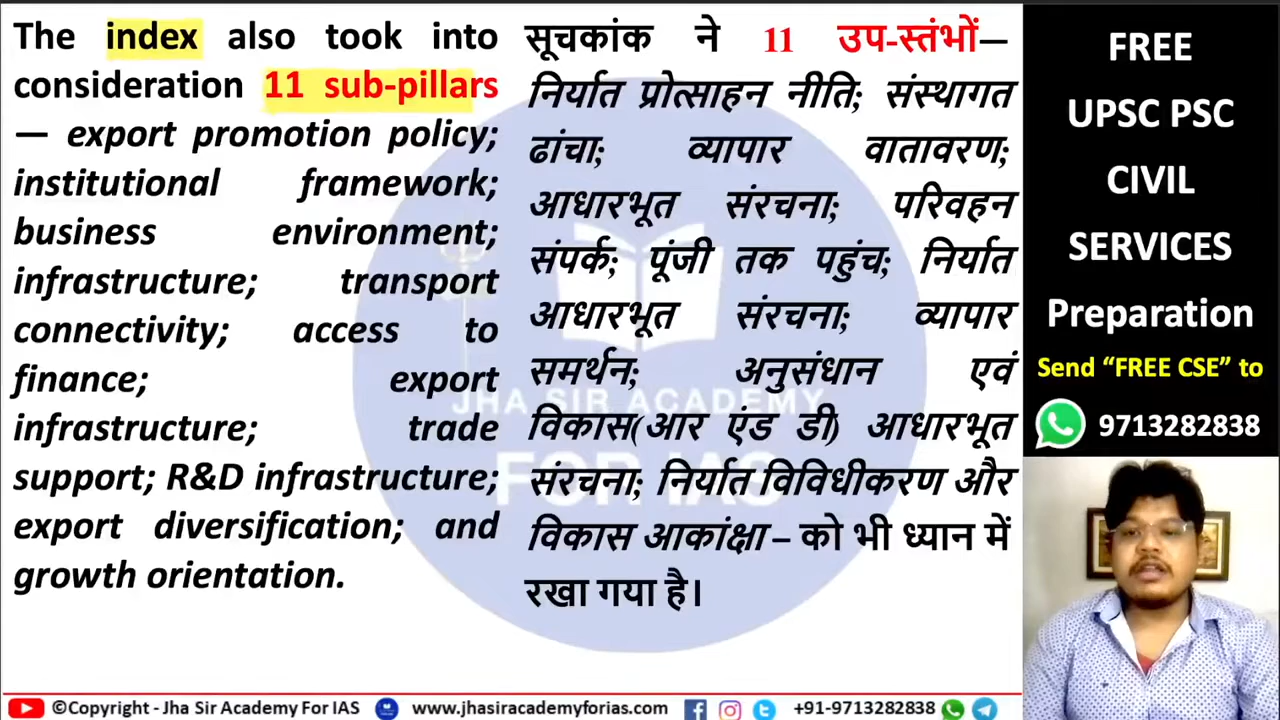 The index also took into
consideration 11 sub-pillars
— export promotion policy;
institutional framework;
business environment;
infrastructure; transport
connectivity; access to
finance; export
infrastructure; trade
support; R&D infrastructure;
export diversification; and
growth orientation.
सूचकांक ने 11 उप-स्तंभों—
निर्यात प्रोत्साहन नीति; संस्थागत
ढांचा; व्यापार वातावरण;
आधारभूत संरचना; परिवहन
संपर्क; पूंजी तक पहुंच; निर्यात
आधारभूत संरचना; व्यापार
समर्थन; अनुसंधान एवं
विकास(आर एंड डी) आधारभूत
संरचना; निर्यात विविधीकरण और
विकास आकांक्षा – को भी ध्यान में
रखा गया है।
JHA SIR ACADEMY
FOR IAS
FREE
UPSC PSC
CIVIL
SERVICES
Preparation
Send “FREE CSE” to
9713282838
©Copyright - Jha Sir Academy For IAS www.jhasiracademyforias.com +91-9713282838